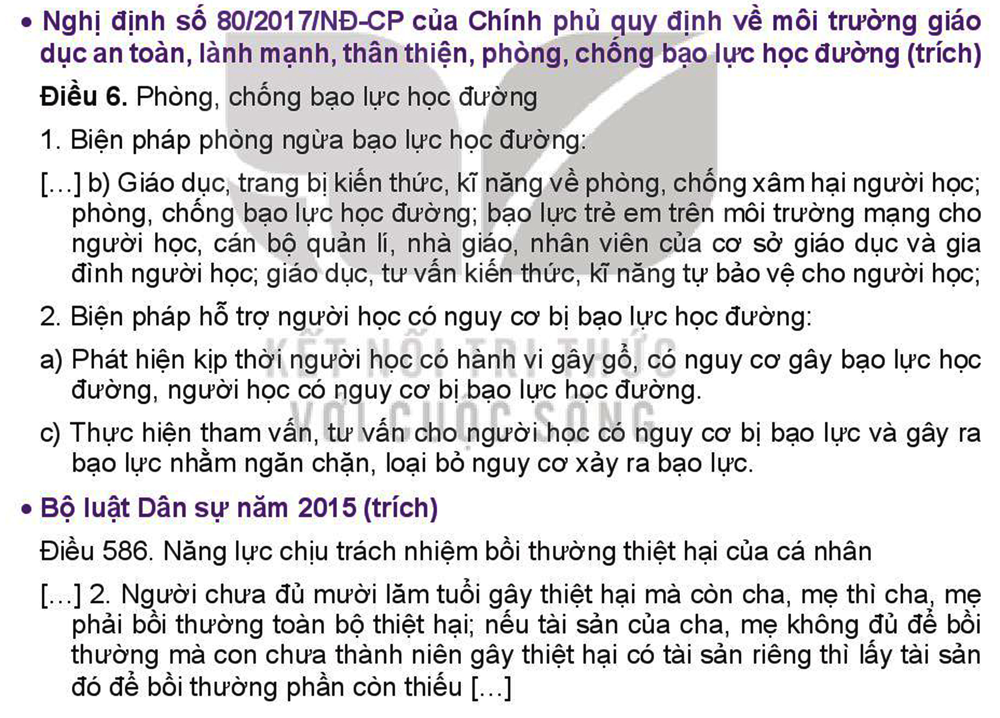 • Nghị định số 80/2017/NĐ-CP của Chính phủ quy định về môi trường giáo
dục an toàn, lành mạnh, thân thiện, phòng, chống bạo lực học đường (trích)
Điều 6. Phòng, chống bạo lực học đường
1. Biện pháp phòng ngừa bạo lực học đường:
[...] b) Giáo dục, trang bị kiến thức, kĩ năng về phòng, chống xâm hại người học;
phòng, chống bạo lực học đường; bạo lực trẻ em trên môi trường mạng cho
người học, cán bộ quản lí, nhà giáo, nhân viên của cơ sở giáo dục và gia
đình người học; giáo dục, tư vấn kiến thức, kĩ năng tự bảo vệ cho người học;
2. Biện pháp hỗ trợ người học có nguy cơ bị bạo lực học đường:
KẾT NỐI TRI THỨC
a) Phát hiện kịp thời người học có hành vi gây gổ, có nguy cơ gây bạo lực học
đường, người học có nguy cơ bị bạo lực học đường.
VỚI CUỘC SỐNG
c) Thực hiện tham vấn, tư vấn cho người học có nguy cơ bị bạo lực và gây ra
bạo lực nhằm ngăn chặn, loại bỏ nguy cơ xảy ra bạo lực.
• Bộ luật Dân sự năm 2015 (trích)
Điều 586. Năng lực chịu trách nhiệm bồi thường thiệt hại của cá nhân
[...] 2. Người chưa đủ mười lăm tuổi gây thiệt hại mà còn cha, mẹ thì cha, mẹ
phải bồi thường toàn bộ thiệt hại; nếu tài sản của cha, mẹ không đủ để bồi
thường mà con chưa thành niên gây thiệt hại có tài sản riêng thì lấy tài sản
đó để bồi thường phần còn thiếu [...]